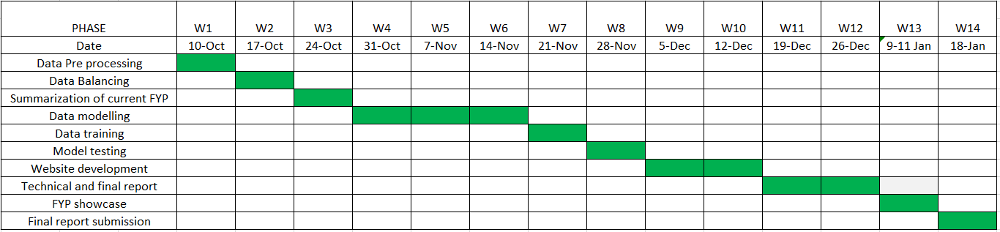 PHASE W1 W2 W3 W4 W5 W6 W7 W8 W9 W10 W11 W12 W13 W14
Date 10-Oct 17-Oct 24-Oct 31-Oct 7-Nov 14-Nov 21-Nov 28-Nov 5-Dec 12-Dec 19-Dec 26-Dec 9-11 Jan 18-Jan
Data Pre processing
Data Balancing
Summarization of current FYP
Data modelling
Data training
Model testing
Website development
Technical and final report
FYP showcase
Final report submission